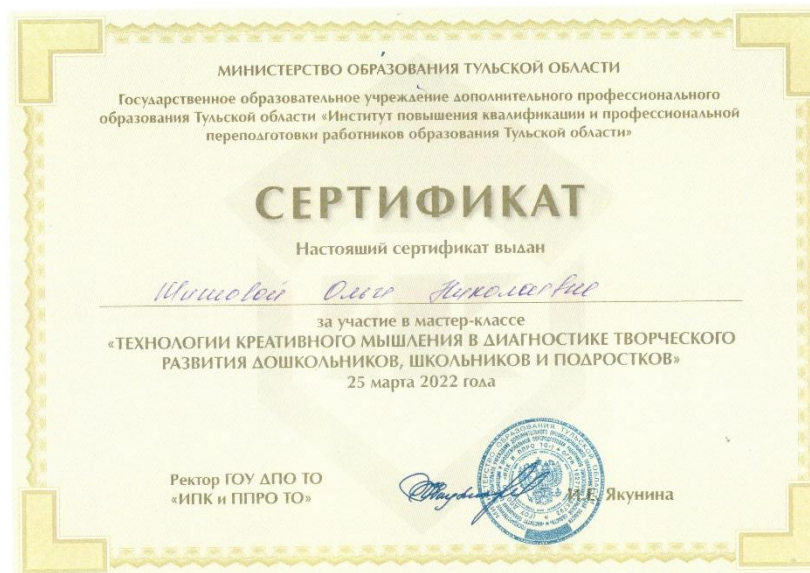 МИНИСТЕРСТВО ОБРАЗОВАНИЯ ТУЛЬСКОЙ ОБЛАСТИ
Государственное образовательное учреждение дополнительного профессионального
образования Тульской области «Институт повышения квалификации и профессиональной
переподготовки работников образования Тульской области»
СЕРТИФИКАТ
Настоящий сертификат выдан
Шишовой Ольге Николаевне
за участие в мастер-классе
«ТЕХНОЛОГИИ КРЕАТИВНОГО МЫШЛЕНИЯ В ДИАГНОСТИКЕ ТВОРЧЕСКОГО
РАЗВИТИЯ ДОШКОЛЬНИКОВ, ШКОЛЬНИКОВ И ПОДРОСТКОВ»
25 марта 2022 года
Ректор ГОУ ДПО ТО
«ИПК и ППРО ТО»
И.Е. Якунина